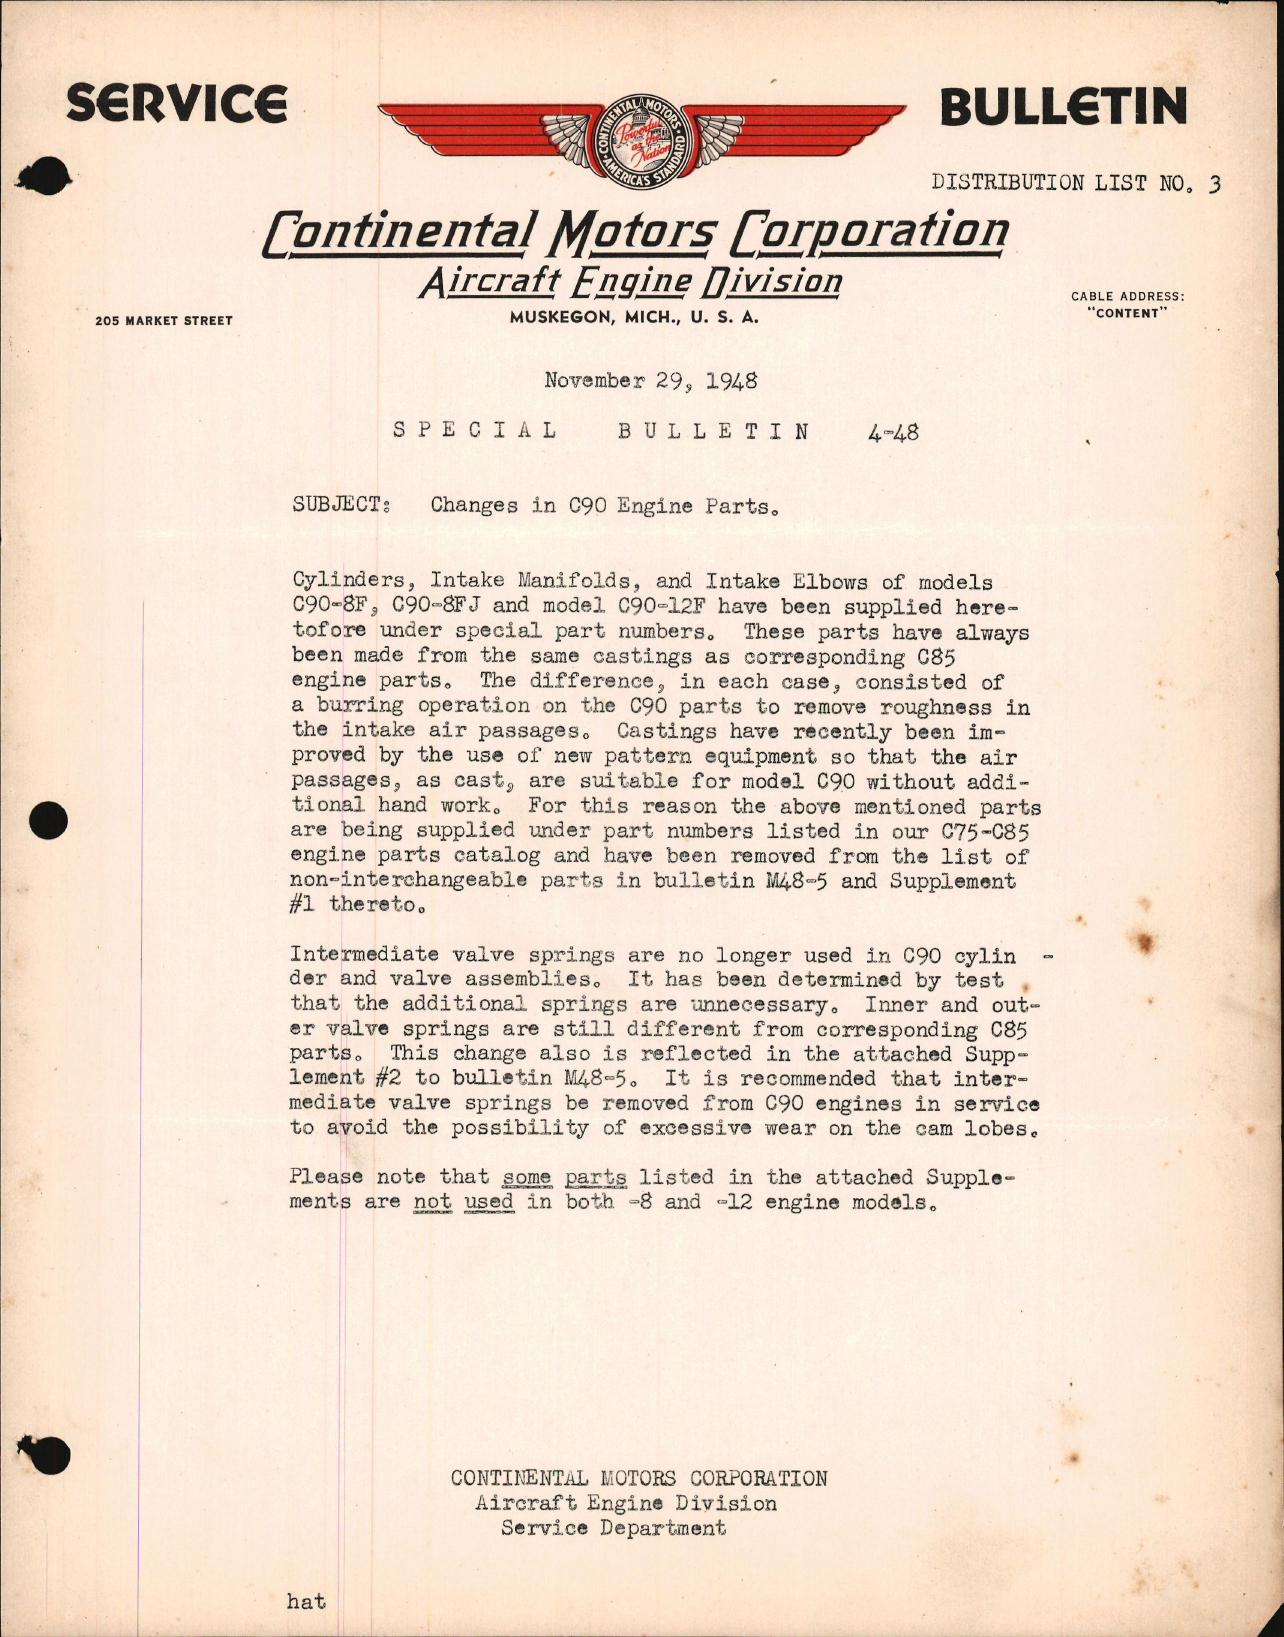 SERVICE BULLETIN
CONTINENTAL MOTORS
Powerful
as the
Nation
AMERICA'S STANDARD
DISTRIBUTION LIST NO. 3
Continental Motors Corporation
Aircraft Engine Division
205 MARKET STREET
MUSKEGON, MICH., U. S. A.
CABLE ADDRESS:
"CONTENT"
November 29, 1948
SPECIAL BULLETIN 4-48
SUBJECT: Changes in C90 Engine Parts.
Cylinders, Intake Manifolds, and Intake Elbows of models
C90-8F, C90-8FJ and model C90-12F have been supplied here-
tofore under special part numbers. These parts have always
been made from the same castings as corresponding C85
engine parts. The difference, in each case, consisted of
a burring operation on the C90 parts to remove roughness in
the intake air passages. Castings have recently been im-
proved by the use of new pattern equipment so that the air
passages, as cast, are suitable for model C90 without addi-
tional hand work. For this reason the above mentioned parts
are being supplied under part numbers listed in our C75-C85
engine parts catalog and have been removed from the list of
non-interchangeable parts in bulletin M48-5 and Supplement
#1 thereto.
Intermediate valve springs are no longer used in C90 cylin -
der and valve assemblies. It has been determined by test
that the additional springs are unnecessary. Inner and out-
er valve springs are still different from corresponding C85
parts. This change also is reflected in the attached Supp-
lement #2 to bulletin M48-5. It is recommended that inter-
mediate valve springs be removed from C90 engines in service
to avoid the possibility of excessive wear on the cam lobes.
Please note that some parts listed in the attached Supple-
ments are not used in both -8 and -12 engine models.
CONTINENTAL MOTORS CORPORATION
Aircraft Engine Division
Service Department
hat